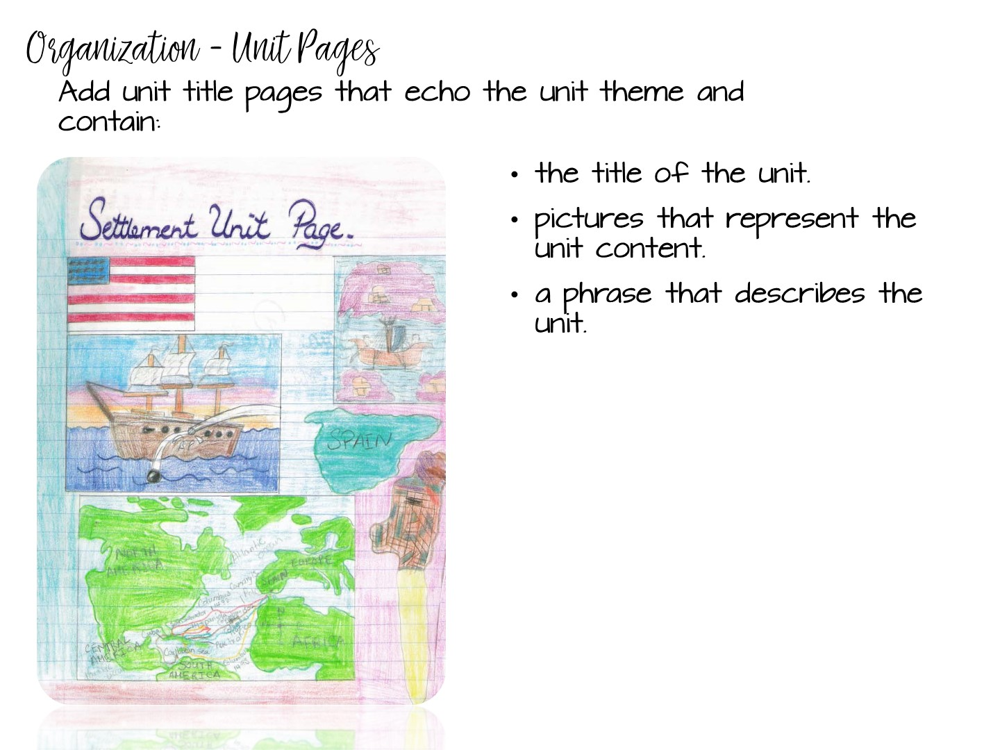 Organization - Unit Pages
Add unit title pages that echo the unit theme and
contain:
• the title of the unit.
• pictures that represent the
unit content.
• a phrase that describes the
unit.
Settlement Unit Page.
SPAIN
NORTH
AMERICA
Atlantic
EUROPE
SPAIN
AFRICA
CENTRAL
AMERICA
Caribbean sea
SOUTH
AMERICA